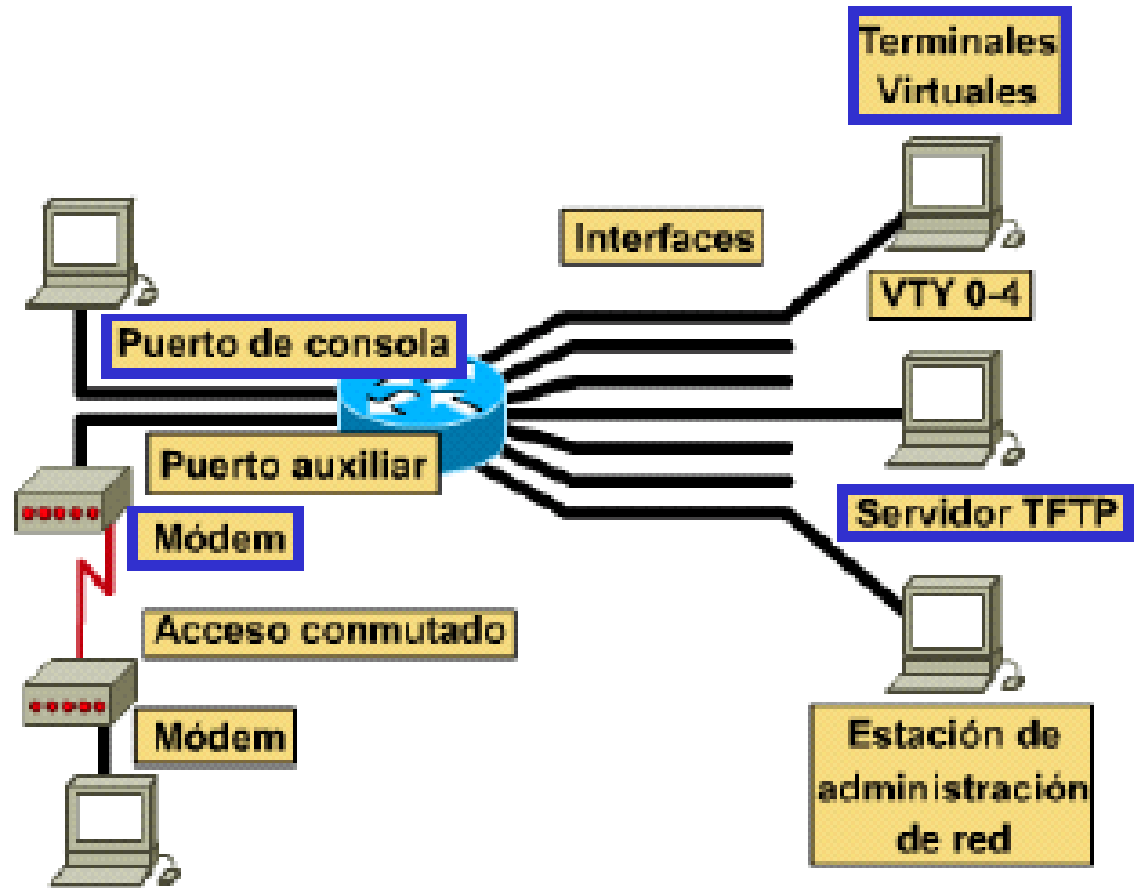 Terminales
Virtuales
Interfaces
VTY 0-4
Puerto de consola
Puerto auxiliar
Servidor TFTP
Módem
Acceso conmutado
Módem
Estación de
administración
de red